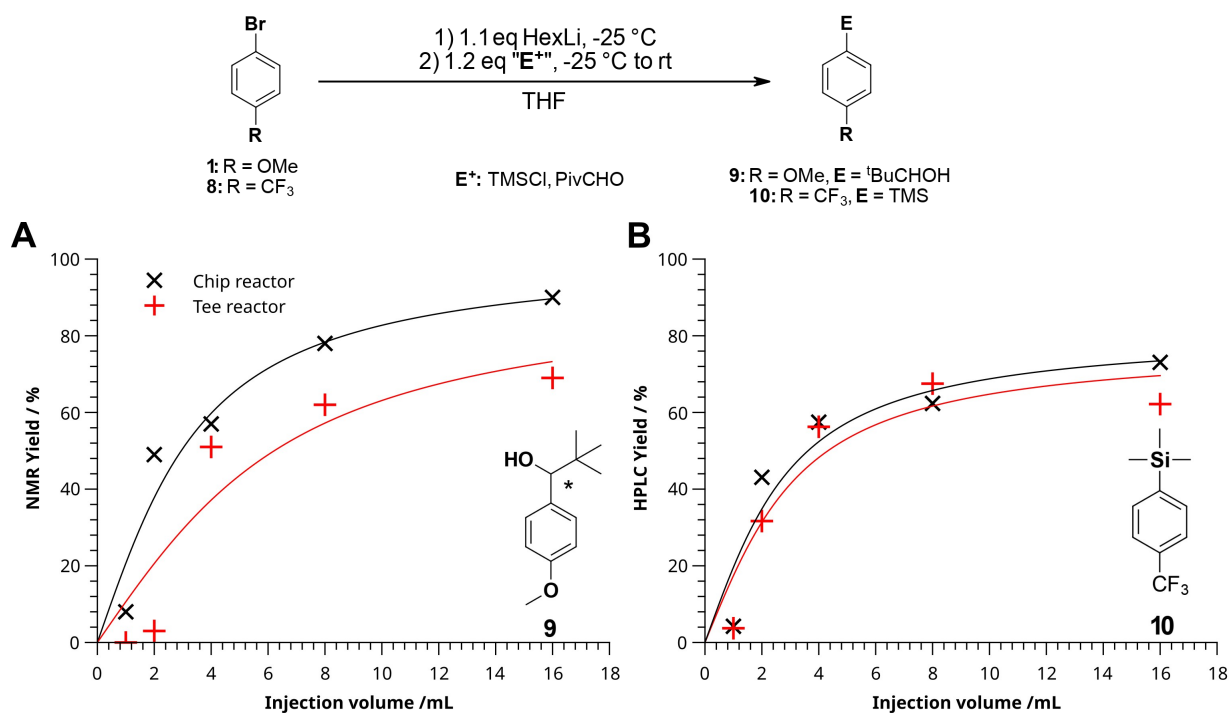 Br
R
1: R = OMe
8: R = CF3
1) 1.1 eq HexLi, -25 °C
2) 1.2 eq "E+", -25 °C to rt
THF
E+: TMSCl, PivCHO
E
R
9: R = OMe, E = tBuCHOH
10: R = CF3, E = TMS
A
100
80
60
40
20
0
NMR Yield / %
Chip reactor
Tee reactor
HO
*
O
9
0 2 4 6 8 10 12 14 16 18
Injection volume /mL
B
100
80
60
40
20
0
HPLC Yield / %
Si
CF3
10
0 2 4 6 8 10 12 14 16 18
Injection volume /mL